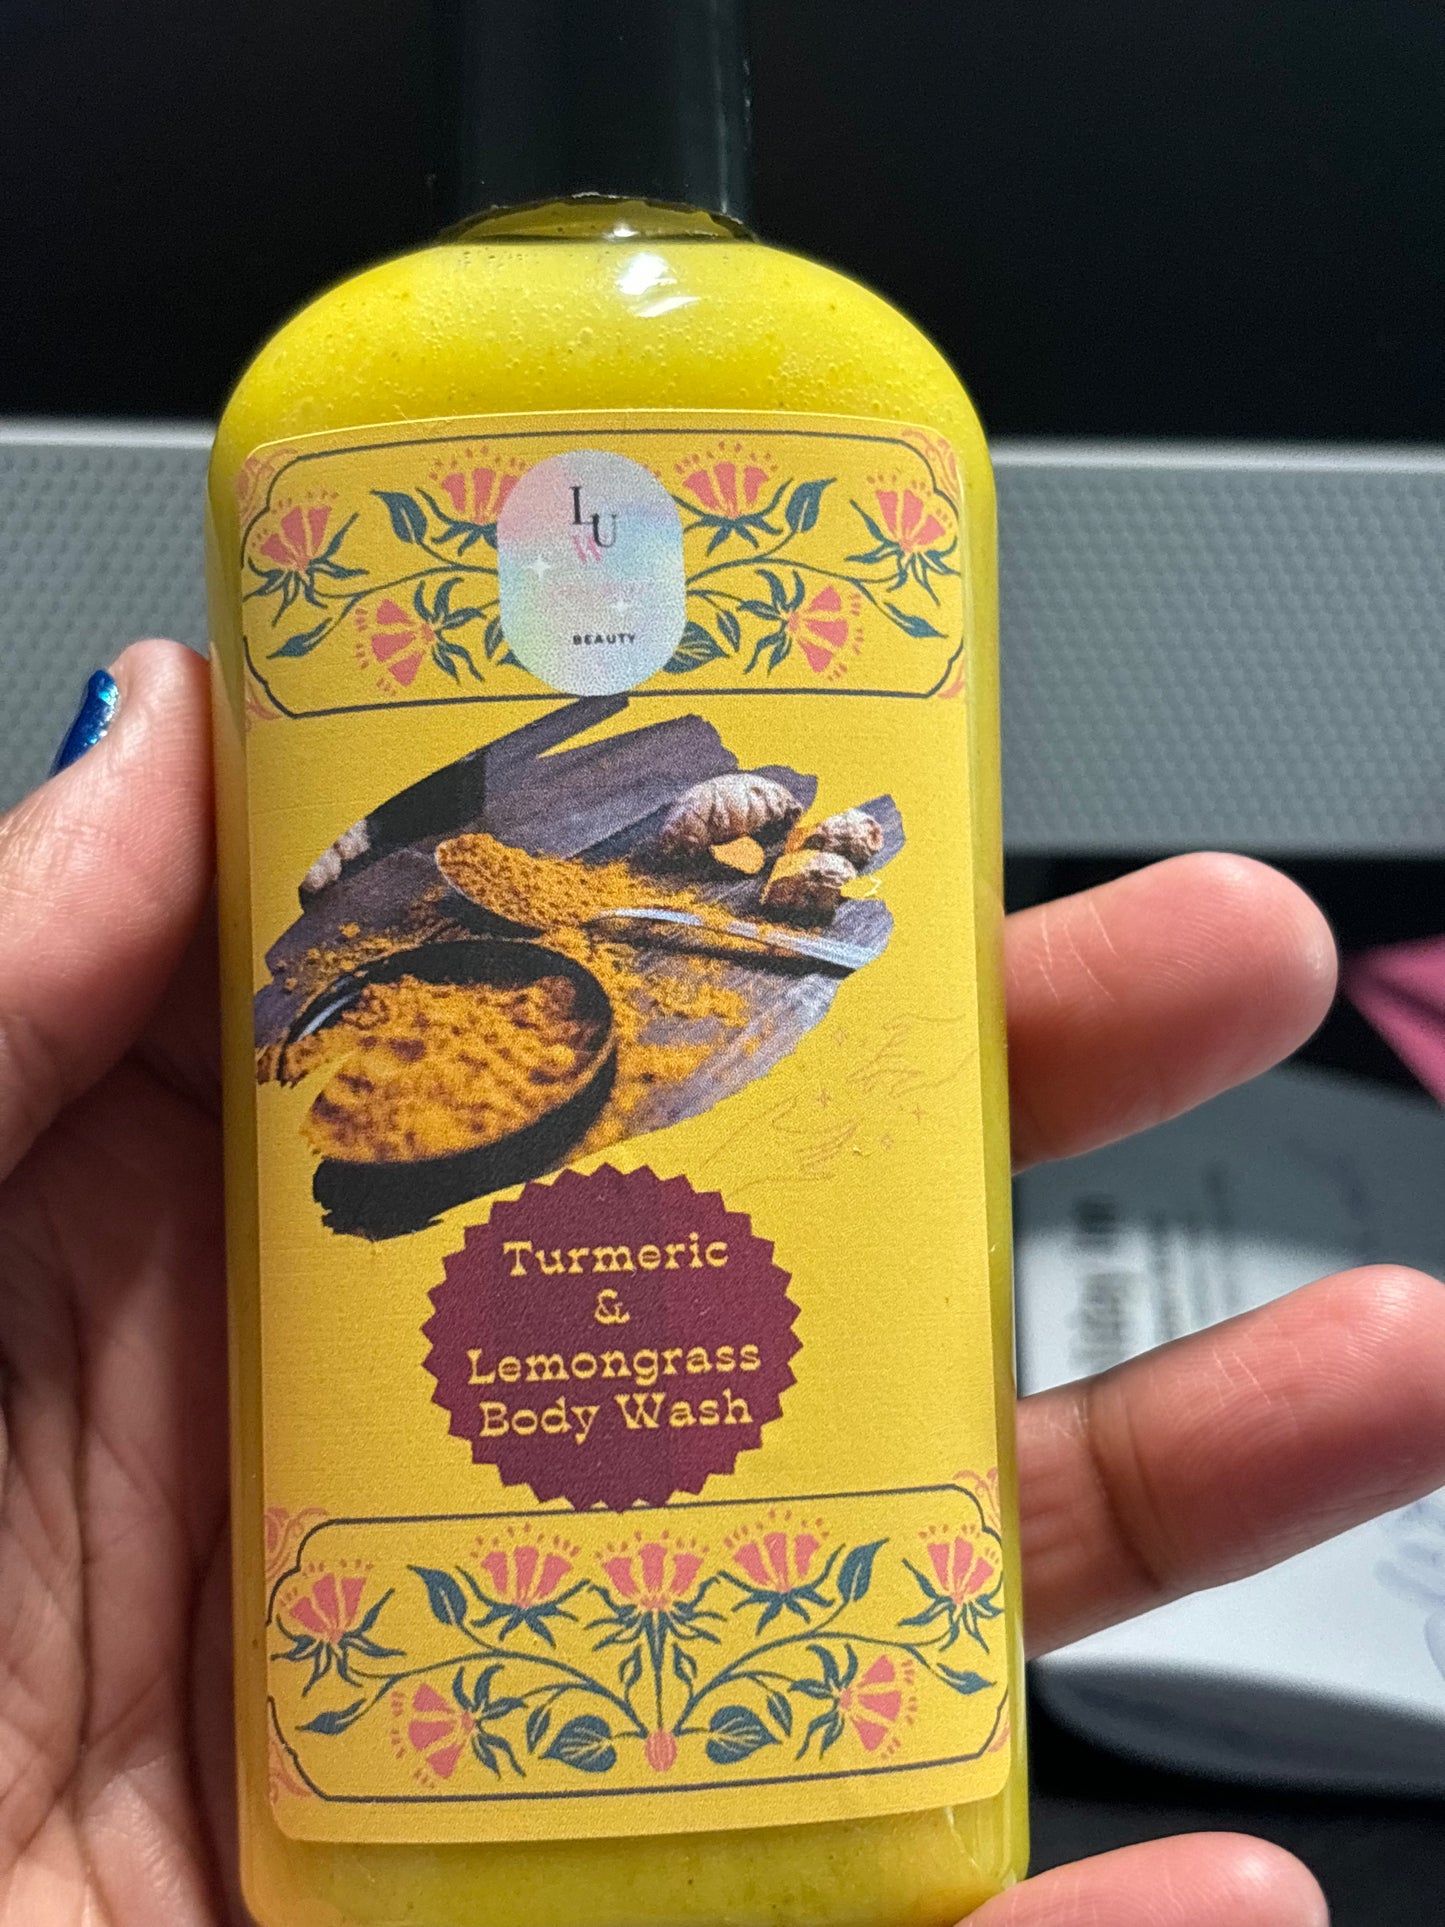 LU
W
BEAUTY
Turmeric
&
Lemongrass
Body Wash